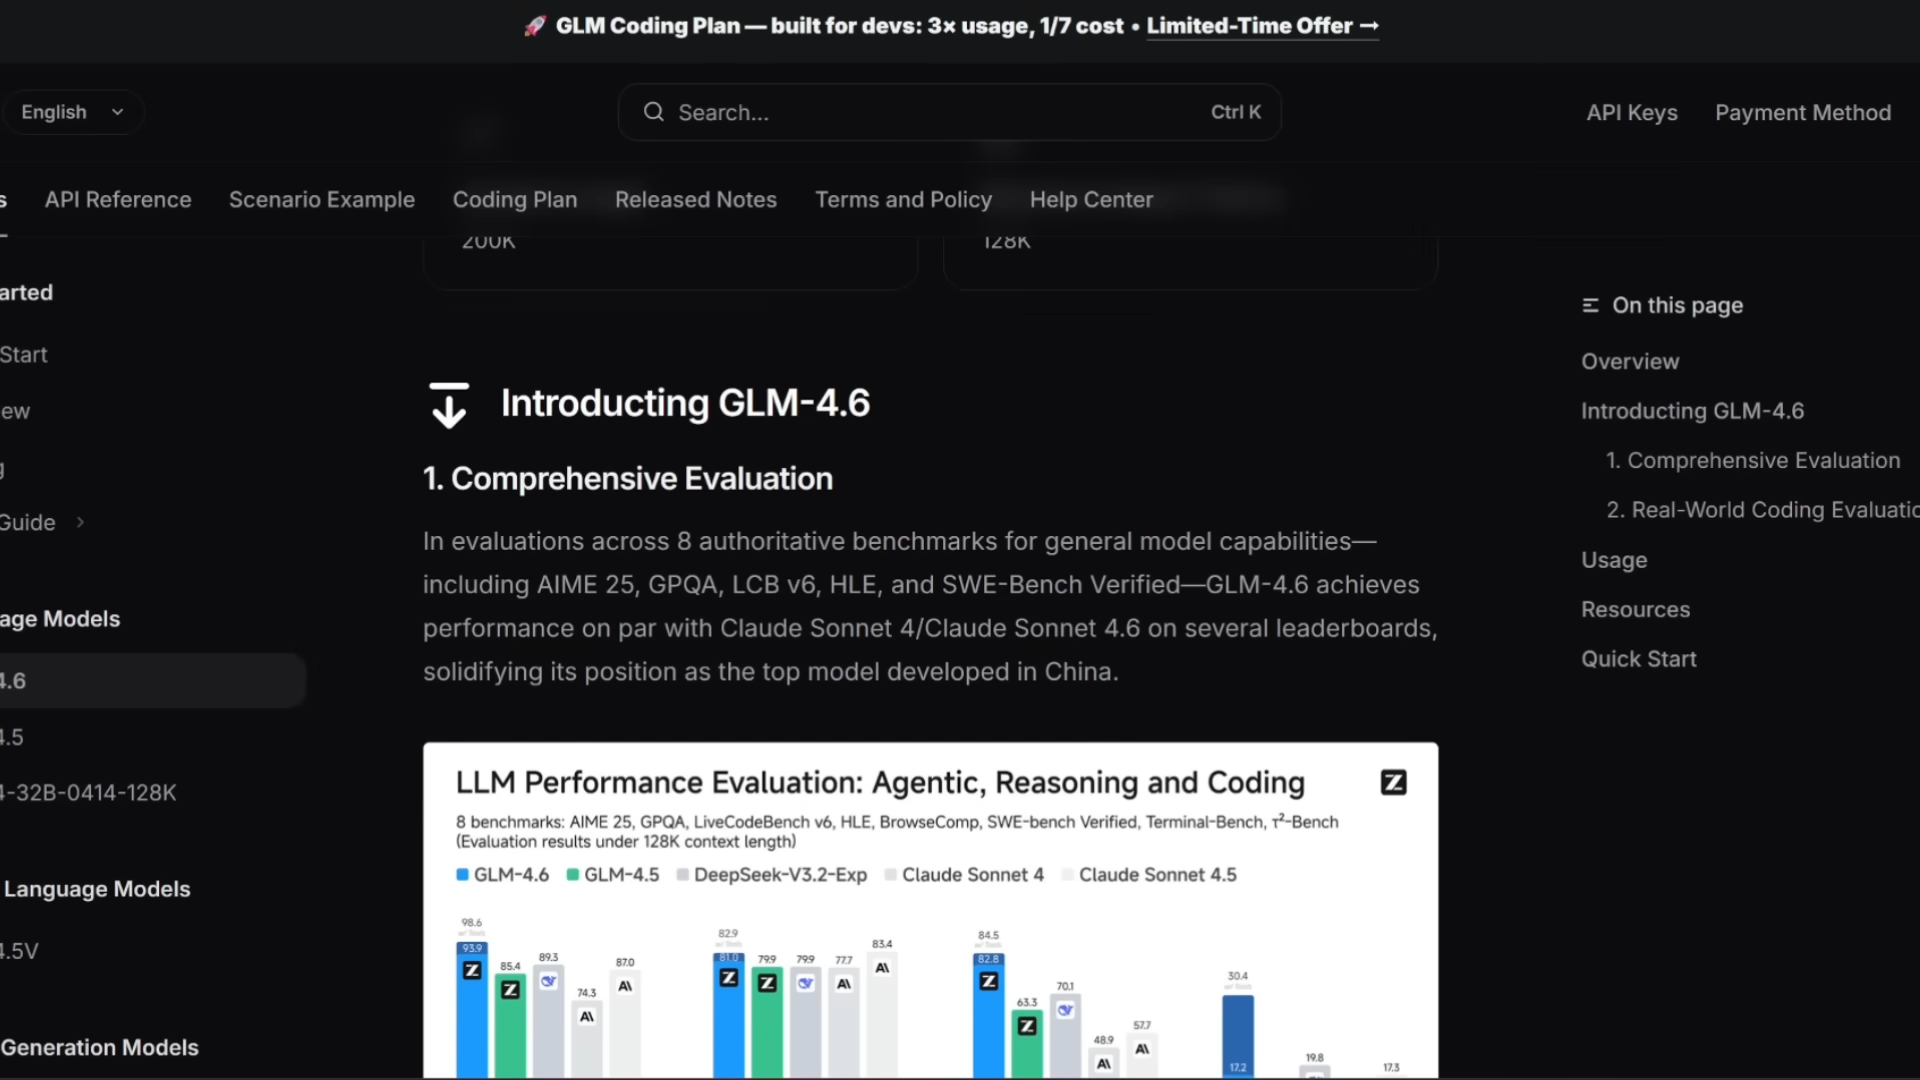 🚀 GLM Coding Plan — built for devs: 3× usage, 1/7 cost • Limited-Time Offer →
English
Search...
Ctrl K
API Keys
Payment Method
s
API Reference
Scenario Example
Coding Plan
Released Notes
Terms and Policy
Help Center
200K
128K
arted
Start
ew
g
Guide
age Models
4.6
4.5
4-32B-0414-128K
Language Models
4.5V
Generation Models
Introducing GLM-4.6
1. Comprehensive Evaluation
In evaluations across 8 authoritative benchmarks for general model capabilities—
including AIME 25, GPQA, LCB v6, HLE, and SWE-Bench Verified—GLM-4.6 achieves
performance on par with Claude Sonnet 4/Claude Sonnet 4.6 on several leaderboards,
solidifying its position as the top model developed in China.
LLM Performance Evaluation: Agentic, Reasoning and Coding
8 benchmarks: AIME 25, GPQA, LiveCodeBench v6, HLE, BrowseComp, SWE-bench Verified, Terminal-Bench, τ²-Bench
(Evaluation results under 128K context length)
GLM-4.6 GLM-4.5 DeepSeek-V3.2-Exp Claude Sonnet 4 Claude Sonnet 4.5
98.6
w/ Tools
93.9
85.4
89.3
74.3
87.0
82.9
w/ Tools
81.0
79.9
79.9
77.7
83.4
84.5
w/ Tools
82.8
63.3
70.1
48.9
57.7
30.4
w/ Tools
17.2
19.8
17.3
On this page
Overview
Introducing GLM-4.6
1. Comprehensive Evaluation
2. Real-World Coding Evaluatio
Usage
Resources
Quick Start